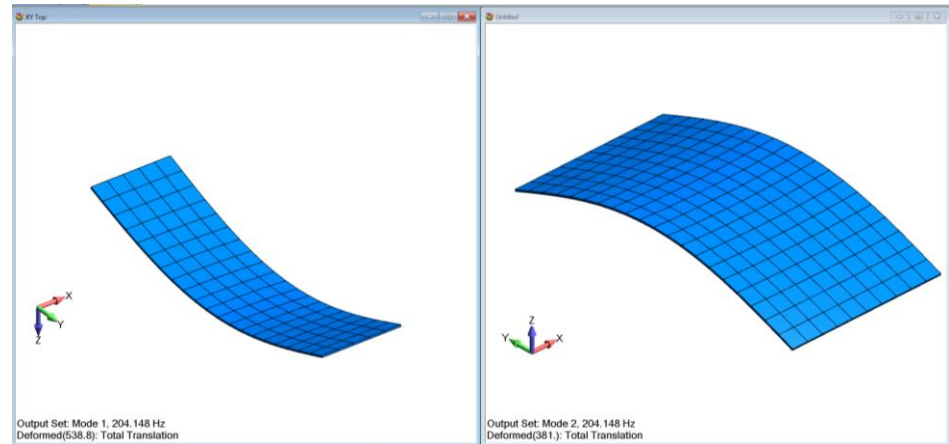 XY Top
Untitled
X
Y
Z
Z
Y
X
Output Set: Mode 1, 204.148 Hz
Deformed(538.8): Total Translation
Output Set: Mode 2, 204.148 Hz
Deformed(381.): Total Translation